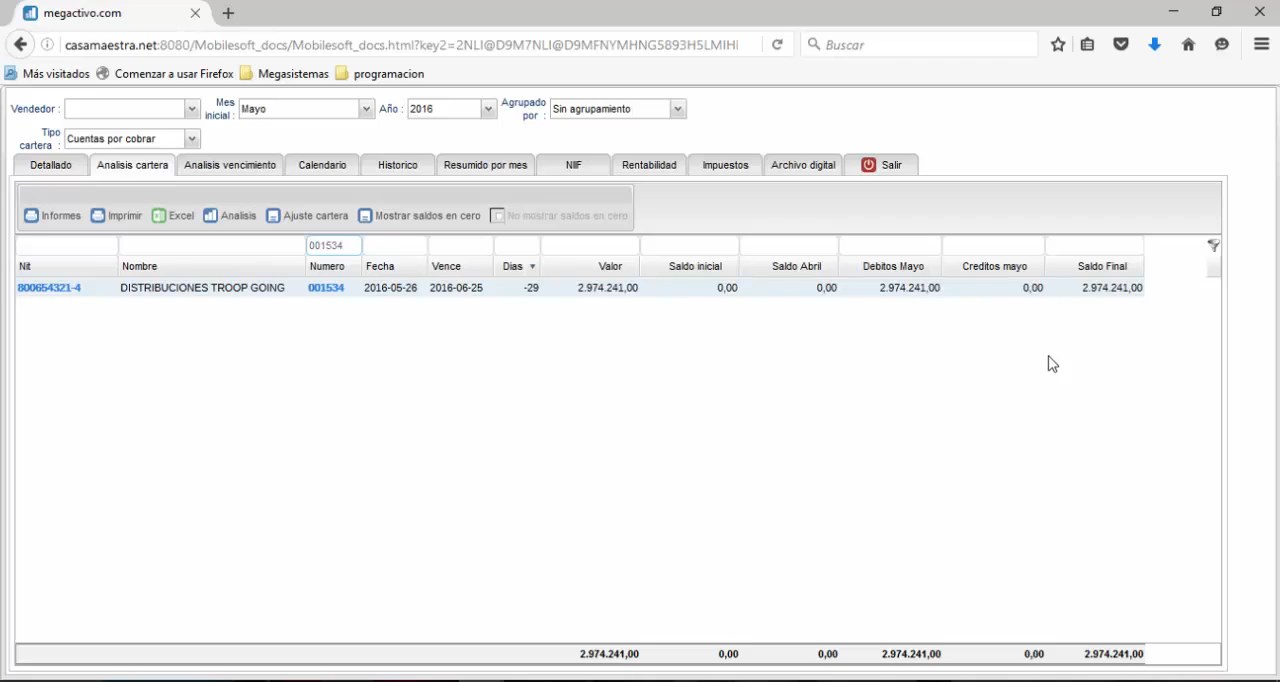 megactivo.com
casamaestra.net:8080/Mobilesoft_docs/Mobilesoft_docs.html?key2=2NLI@D9M7NLI@D9MFNYMHNG5893H5LMIHI
Buscar
Más visitados Comenzar a usar Firefox Megasistemas programacion
Vendedor : Mes inicial : Mayo Año : 2016 Agrupado por : Sin agrupamiento
Tipo cartera : Cuentas por cobrar
Detallado Analisis cartera Analisis vencimiento Calendario Historico Resumido por mes NIIF Rentabilidad Impuestos Archivo digital Salir
Informes Imprimir Excel Analisis Ajuste cartera Mostrar saldos en cero No mostrar saldos en cero
001534
Nit Nombre Numero Fecha Vence Dias Valor Saldo inicial Saldo Abril Debitos Mayo Creditos mayo Saldo Final
800654321-4 DISTRIBUCIONES TROOP GOING 001534 2016-05-26 2016-06-25 -29 2.974.241,00 0,00 0,00 2.974.241,00 0,00 2.974.241,00
2.974.241,00 0,00 0,00 2.974.241,00 0,00 2.974.241,00